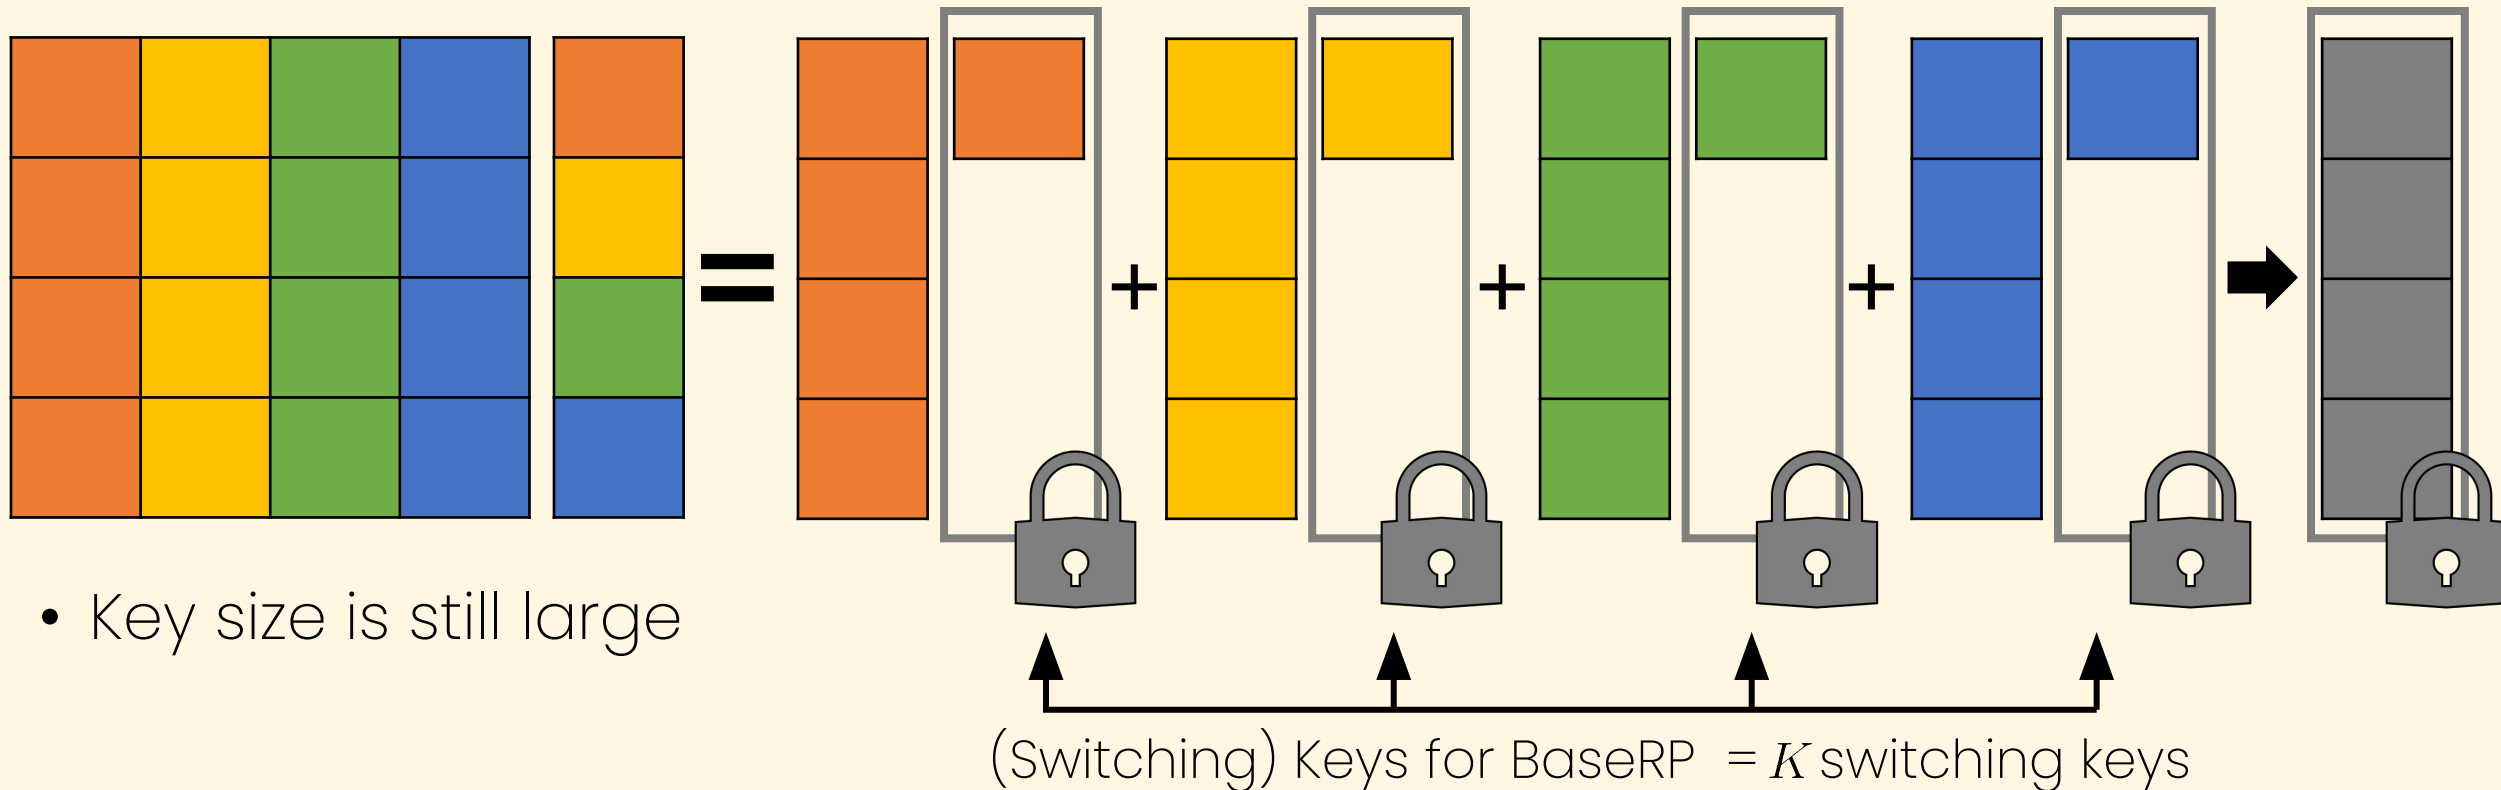 =
+
+
+
• Key size is still large
(Switching) Keys for BaseRP = K switching keys